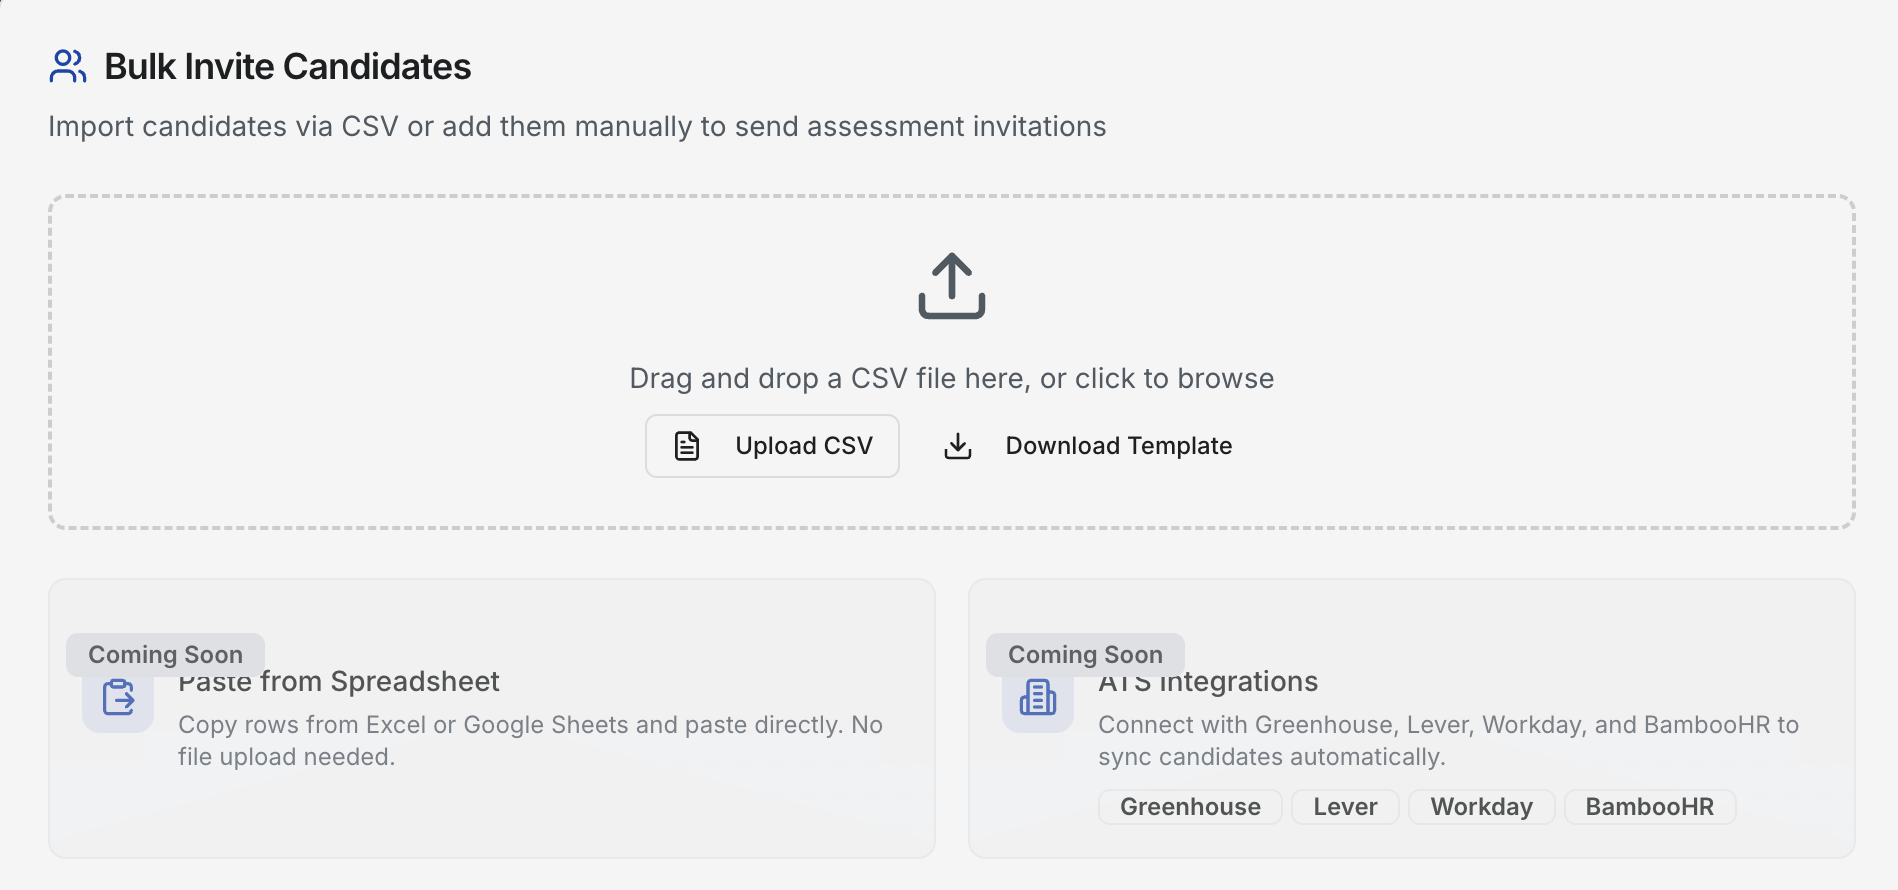 Bulk Invite Candidates
Import candidates via CSV or add them manually to send assessment invitations
Drag and drop a CSV file here, or click to browse
Upload CSV
Download Template
Coming Soon
Paste from Spreadsheet
Copy rows from Excel or Google Sheets and paste directly. No
file upload needed.
Coming Soon
ATS Integrations
Connect with Greenhouse, Lever, Workday, and BambooHR to
sync candidates automatically.
Greenhouse
Lever
Workday
BambooHR